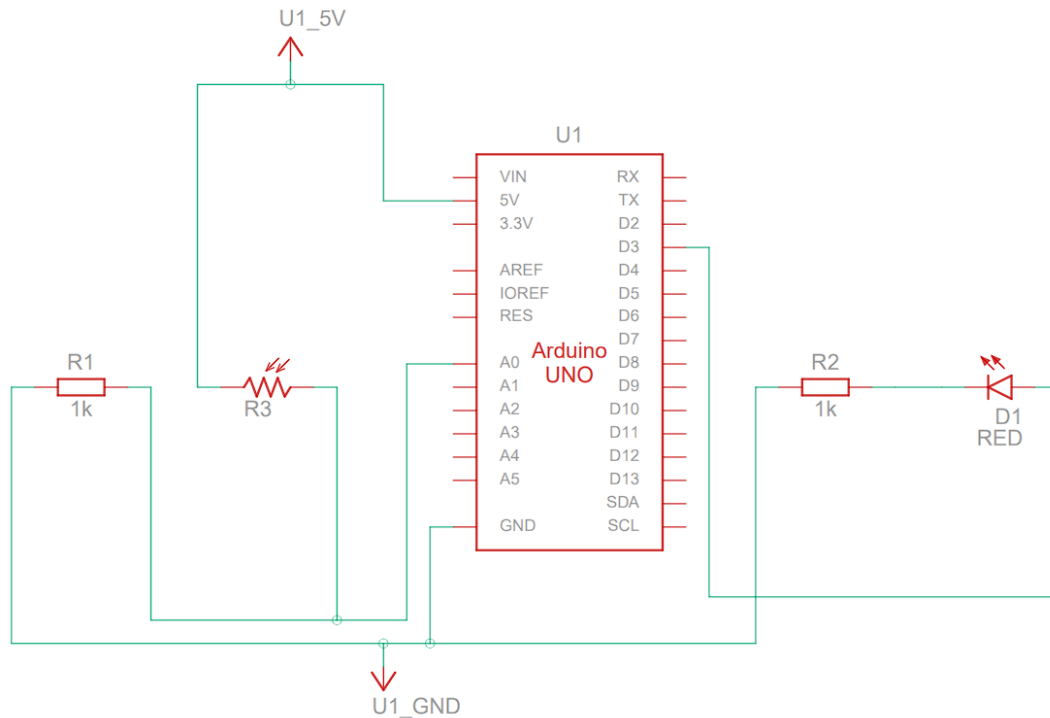 U1_5V
U1
VIN
5V
3.3V
AREF
IOREF
RES
A0
A1
A2
A3
A4
A5
GND
RX
TX
D2
D3
D4
D5
D6
D7
D8
D9
D10
D11
D12
D13
SDA
SCL
Arduino
UNO
R1
1k
R3
R2
1k
D1
RED
U1_GND